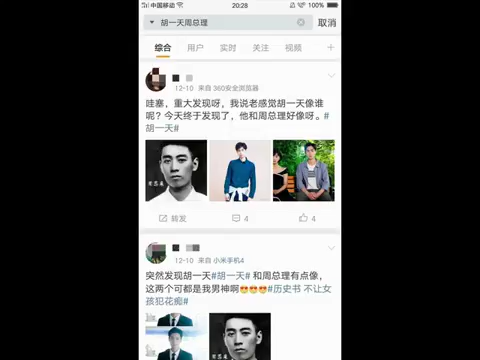 中国移动 20:28 100%
胡一天周总理 取消
综合 用户 实时 关注 视频
12-10 来自 360安全浏览器
哇塞，重大发现呀，我说老感觉胡一天像谁
呢？今天终于发现了，他和周总理好像呀。#
胡一天#
周恩来
转发 4 4
12-10 来自 小米手机4
突然发现胡一天#胡一天# 和周总理有点像，
这两个可都是我男神啊😍😍😍#历史书 不让女
孩犯花痴#